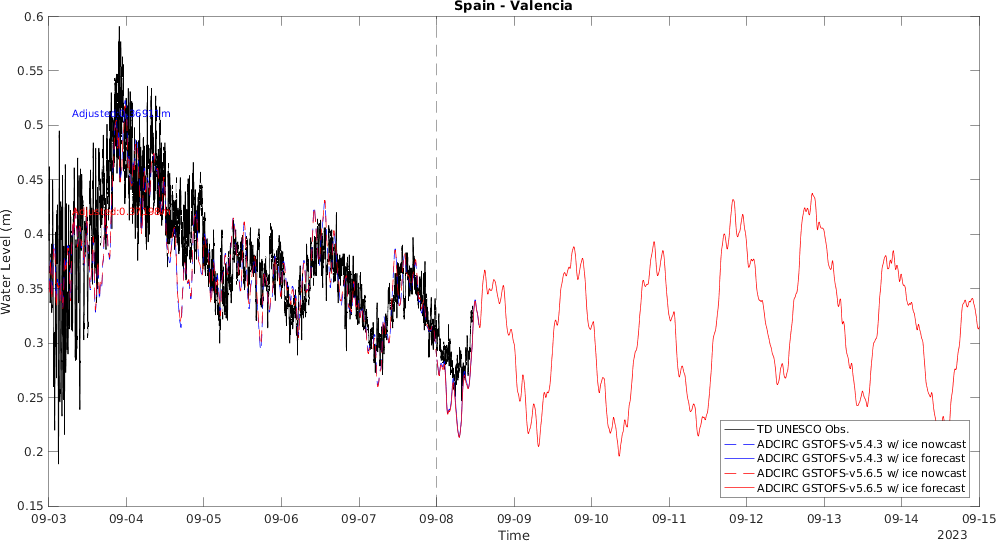 Spain - Valencia
0.6
0.55
0.5
0.45
0.4
0.35
0.3
0.25
0.2
0.15
Water Level (m)
09-03 09-04 09-05 09-06 09-07 09-08 09-09 09-10 09-11 09-12 09-13 09-14 09-15
Time
2023
TD UNESCO Obs.
ADCIRC GSTOFS-v5.4.3 w/ ice nowcast
ADCIRC GSTOFS-v5.4.3 w/ ice forecast
ADCIRC GSTOFS-v5.6.5 w/ ice nowcast
ADCIRC GSTOFS-v5.6.5 w/ ice forecast